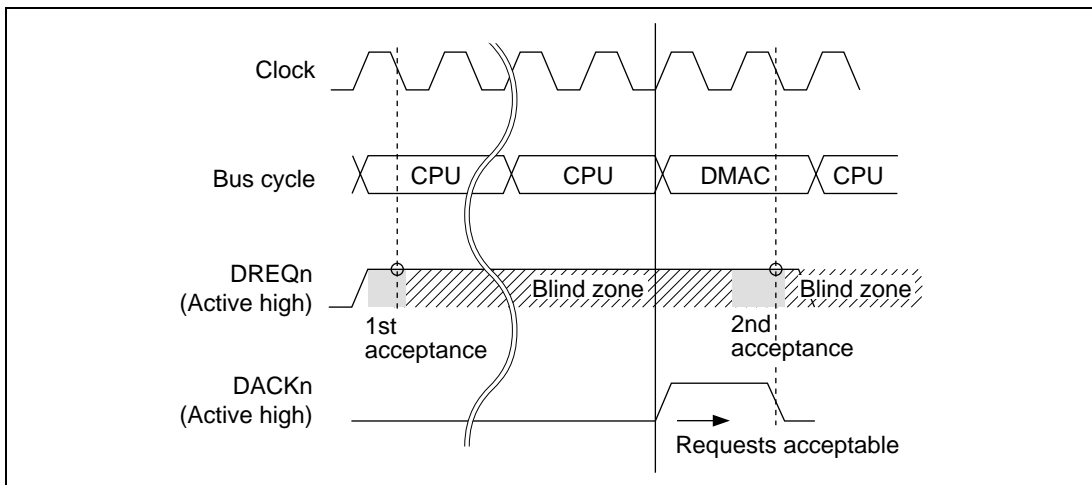 Clock
Bus cycle
CPU
CPU
DMAC
CPU
DREQn
(Active high)
Blind zone
Blind zone
1st
acceptance
2nd
acceptance
DACKn
(Active high)
Requests acceptable